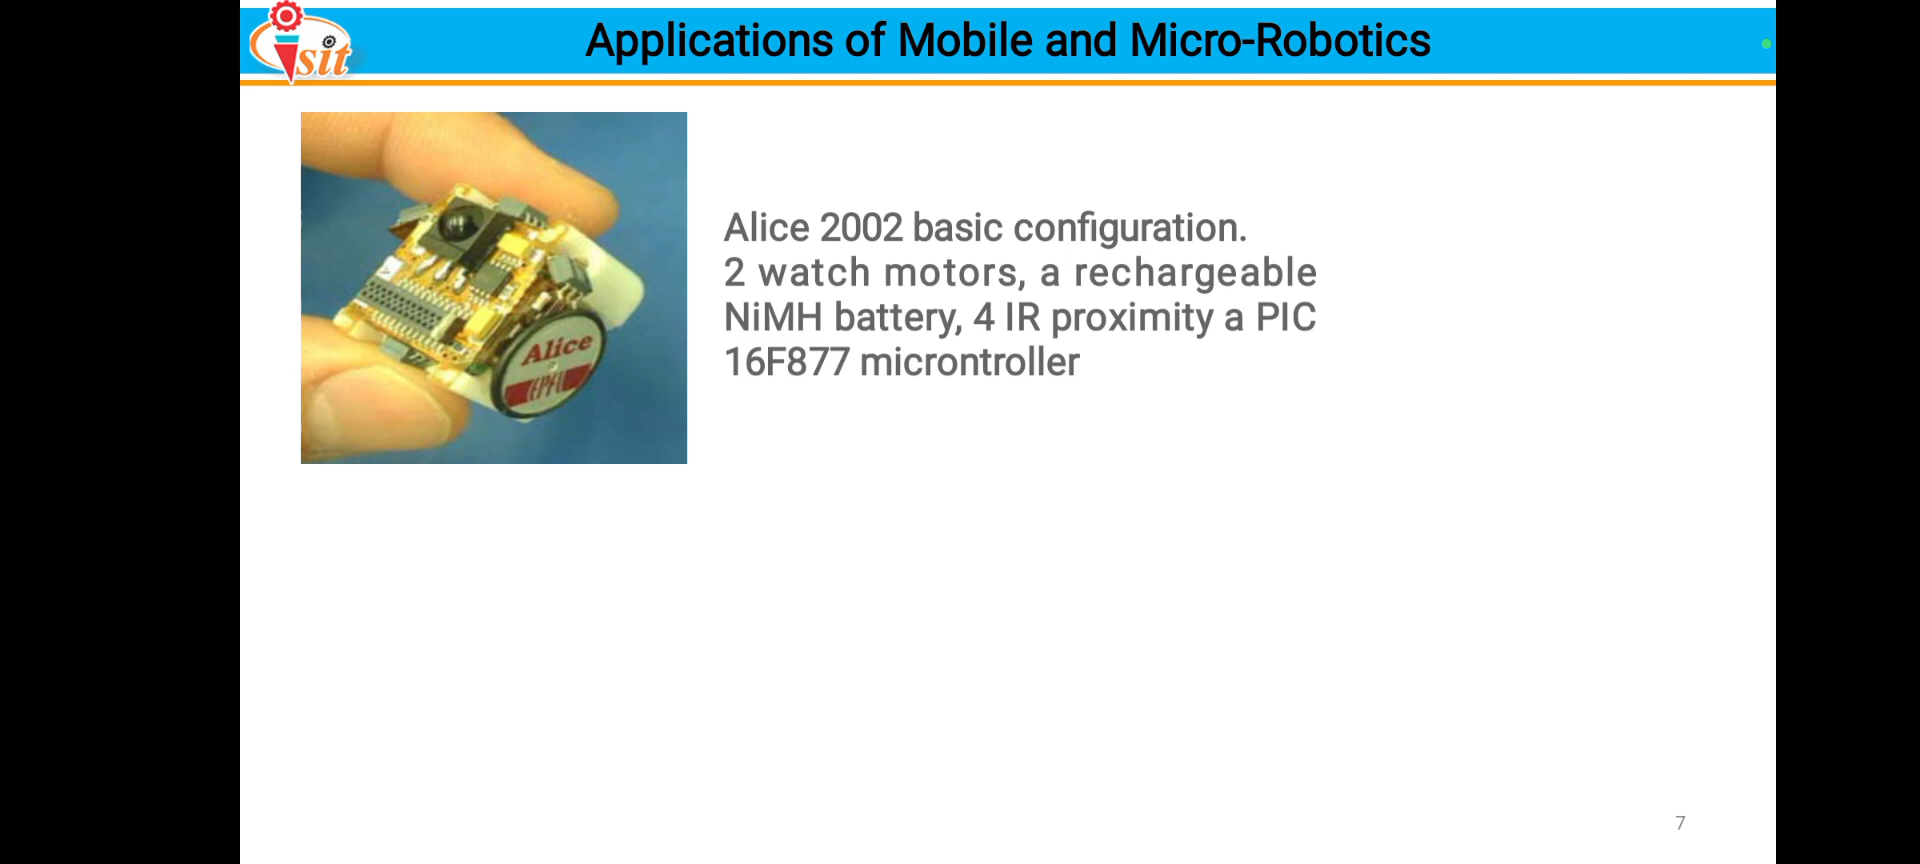 isit
Applications of Mobile and Micro-Robotics
Alice 2002 basic configuration.
2 watch motors, a rechargeable
NiMH battery, 4 IR proximity a PIC
16F877 microntroller
Alice
EPFL
7